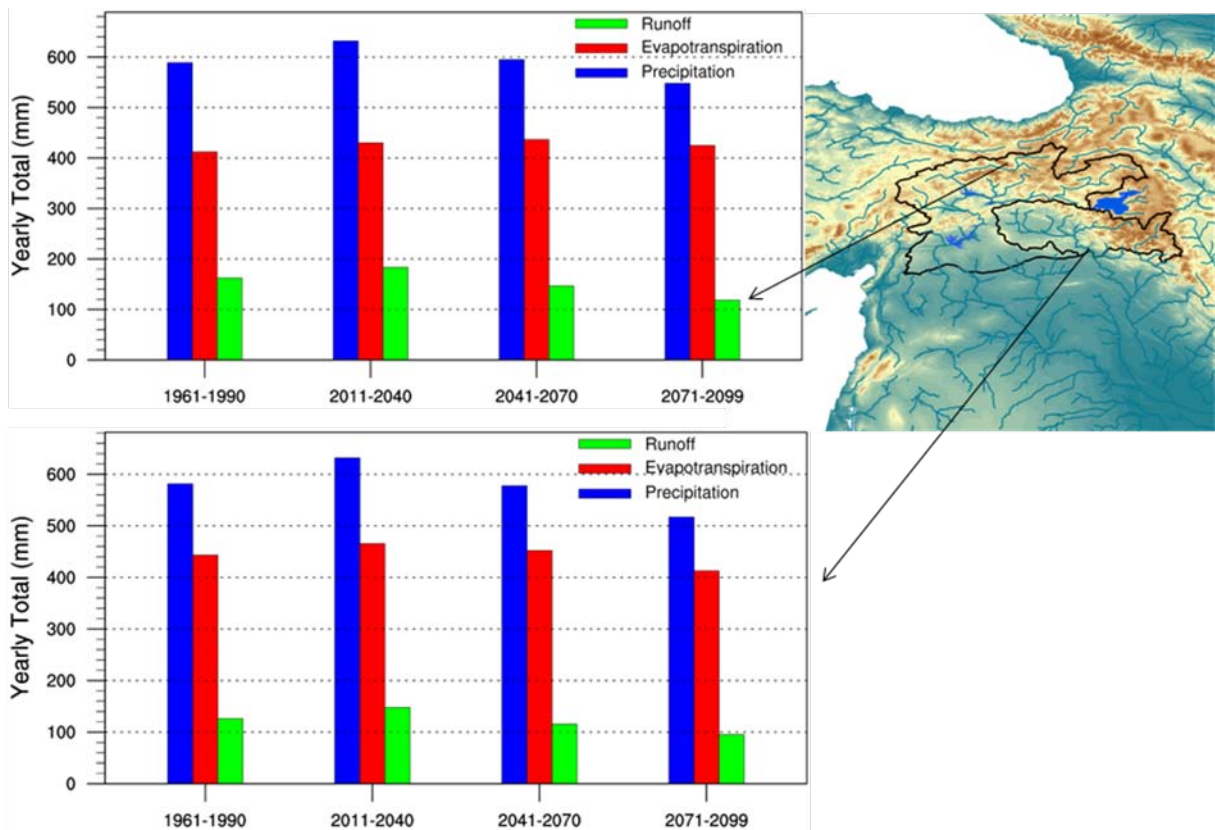 Runoff
Evapotranspiration
Precipitation
Yearly Total (mm)
600
500
400
300
200
100
0
1961-1990
2011-2040
2041-2070
2071-2099
Runoff
Evapotranspiration
Precipitation
Yearly Total (mm)
600
500
400
300
200
100
0
1961-1990
2011-2040
2041-2070
2071-2099